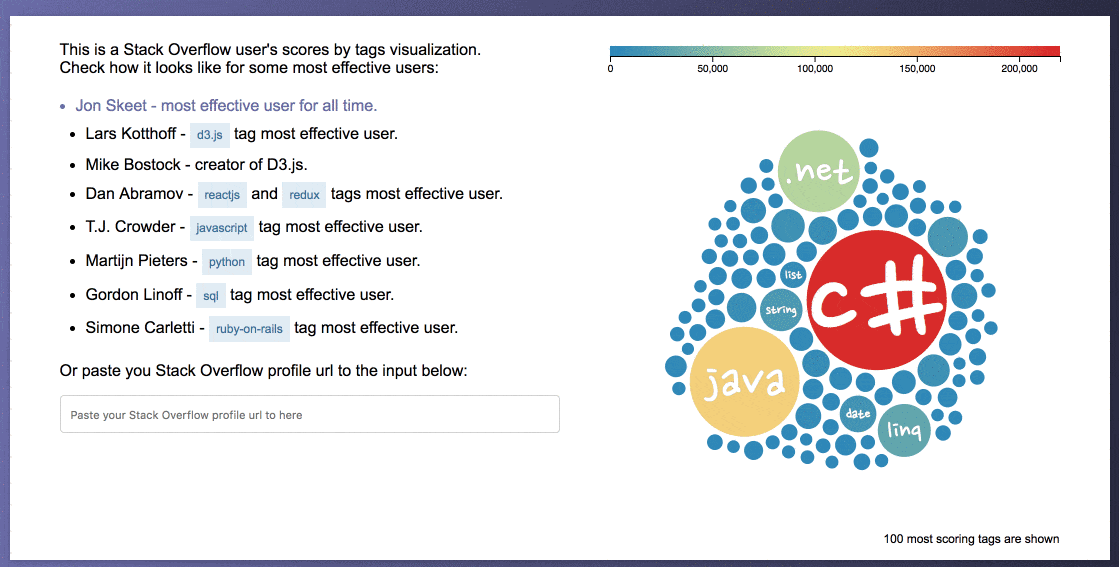 This is a Stack Overflow user's scores by tags visualization.
Check how it looks like for some most effective users:
Jon Skeet - most effective user for all time.
Lars Kotthoff - d3.js tag most effective user.
Mike Bostock - creator of D3.js.
Dan Abramov - reactjs and redux tags most effective user.
T.J. Crowder - javascript tag most effective user.
Martijn Pieters - python tag most effective user.
Gordon Linoff - sql tag most effective user.
Simone Carletti - ruby-on-rails tag most effective user.
Or paste you Stack Overflow profile url to the input below:
Paste your Stack Overflow profile url to here
0 50,000 100,000 150,000 200,000
.net
list
c#
string
java
date
linq
100 most scoring tags are shown